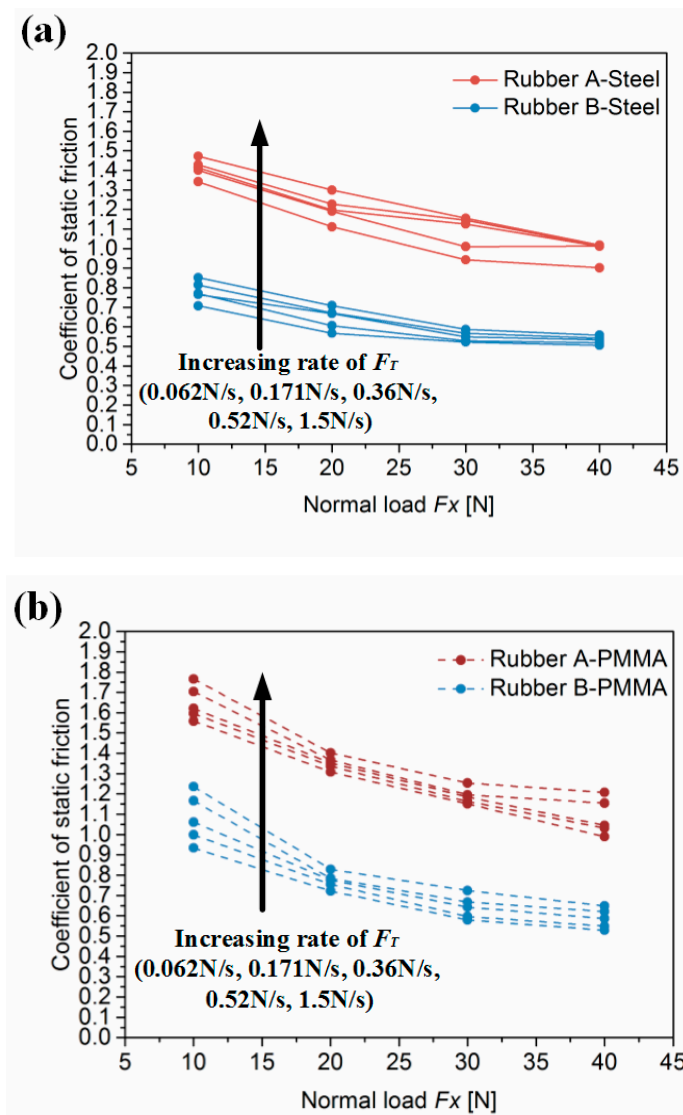 (a)
2.0
1.9
1.8
1.7
1.6
1.5
1.4
1.3
1.2
1.1
1.0
0.9
0.8
0.7
0.6
0.5
0.4
0.3
0.2
0.1
0.0
Coefficient of static friction
Rubber A-Steel
Rubber B-Steel
Increasing rate of FT
(0.062N/s, 0.171N/s, 0.36N/s,
0.52N/s, 1.5N/s)
5 10 15 20 25 30 35 40 45
Normal load Fx [N]
(b)
2.0
1.9
1.8
1.7
1.6
1.5
1.4
1.3
1.2
1.1
1.0
0.9
0.8
0.7
0.6
0.5
0.4
0.3
0.2
0.1
0.0
Coefficient of static friction
Rubber A-PMMA
Rubber B-PMMA
Increasing rate of FT
(0.062N/s, 0.171N/s, 0.36N/s,
0.52N/s, 1.5N/s)
5 10 15 20 25 30 35 40 45
Normal load Fx [N]